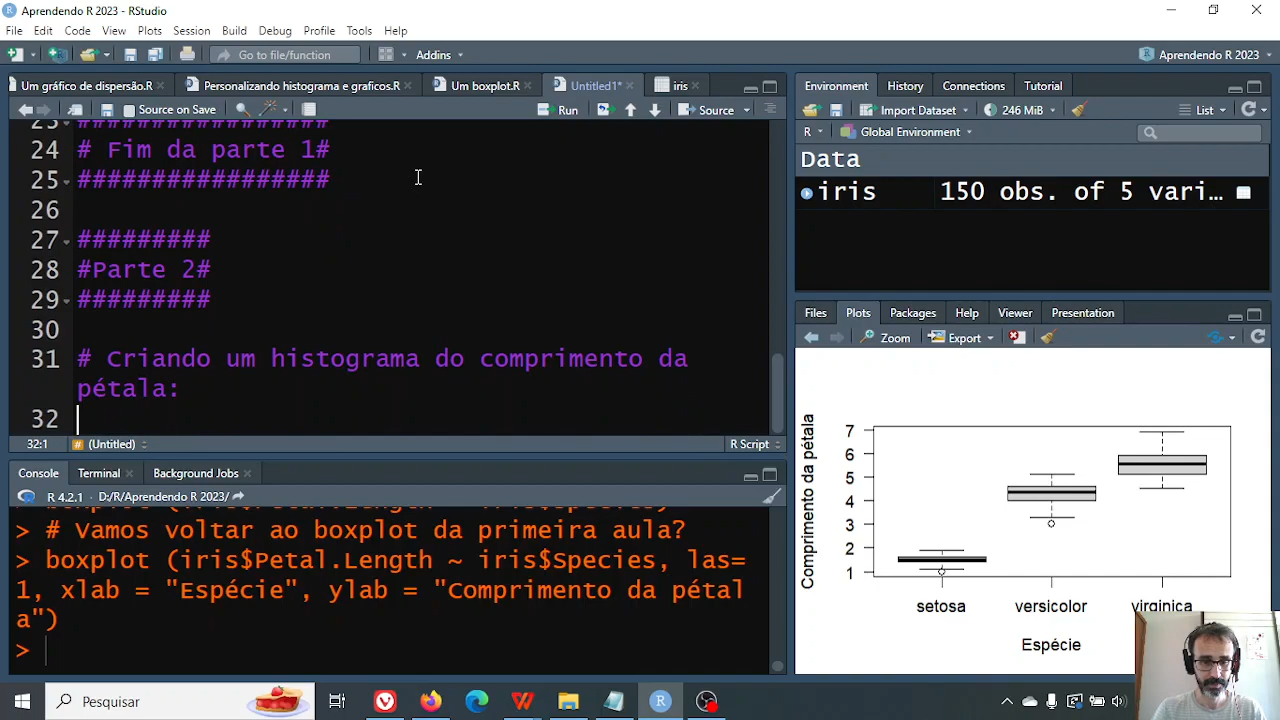 Aprendendo R 2023 - RStudio
File Edit Code View Plots Session Build Debug Profile Tools Help
Go to file/function Addins Aprendendo R 2023
Um gráfico de dispersão.R Personalizando histograma e graficos.R Um boxplot.R Untitled1* iris
Source on Save Run Source
23 #################
24 # Fim da parte 1#
25 #################
26
27 #########
28 #Parte 2#
29 #########
30
31 # Criando um histograma do comprimento da
pétala:
32
32:1 # (Untitled) R Script
Console Terminal Background Jobs
R 4.2.1 · D:/R/Aprendendo R 2023/
> # Vamos voltar ao boxplot da primeira aula?
> boxplot (iris$Petal.Length ~ iris$Species, las=
1, xlab = "Espécie", ylab = "Comprimento da pétal
a")
>
Environment History Connections Tutorial
Import Dataset 246 MiB List
R Global Environment
Data
iris 150 obs. of 5 vari…
Files Plots Packages Help Viewer Presentation
Zoom Export
Comprimento da pétala
7
6
5
4
3
2
1
setosa versicolor virginica
Espécie
Pesquisar